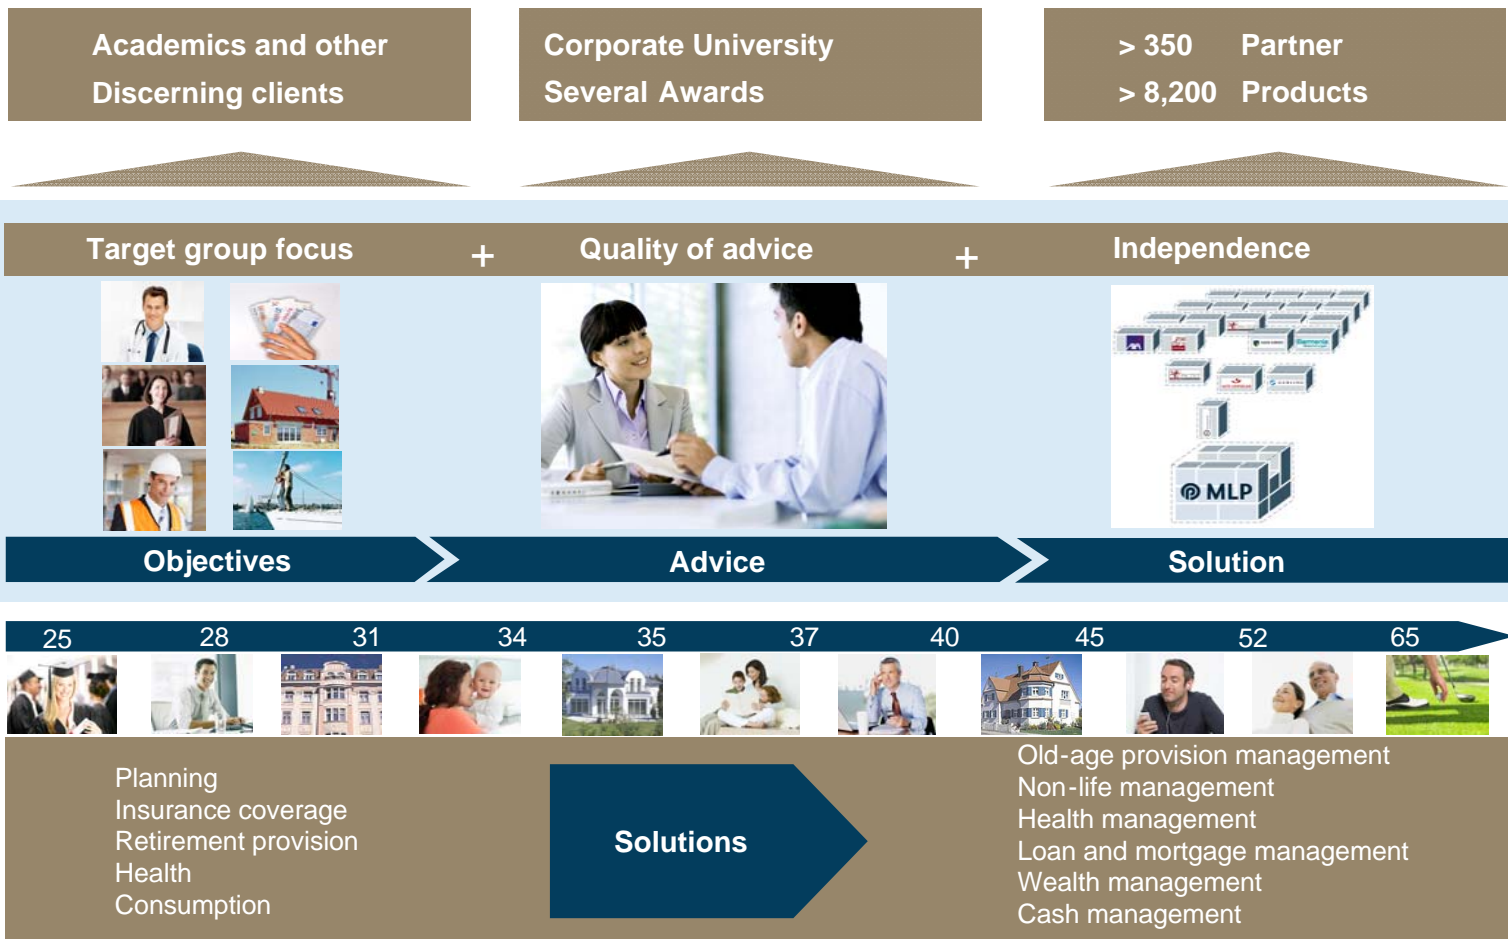 Academics and other
Discerning clients
Corporate University
Several Awards
> 350 Partner
> 8,200 Products
Target group focus + Quality of advice + Independence
MLP
Objectives
Advice
Solution
25 28 31 34 35 37 40 45 52 65
Planning
Insurance coverage
Retirement provision
Health
Consumption
Solutions
Old-age provision management
Non-life management
Health management
Loan and mortgage management
Wealth management
Cash management